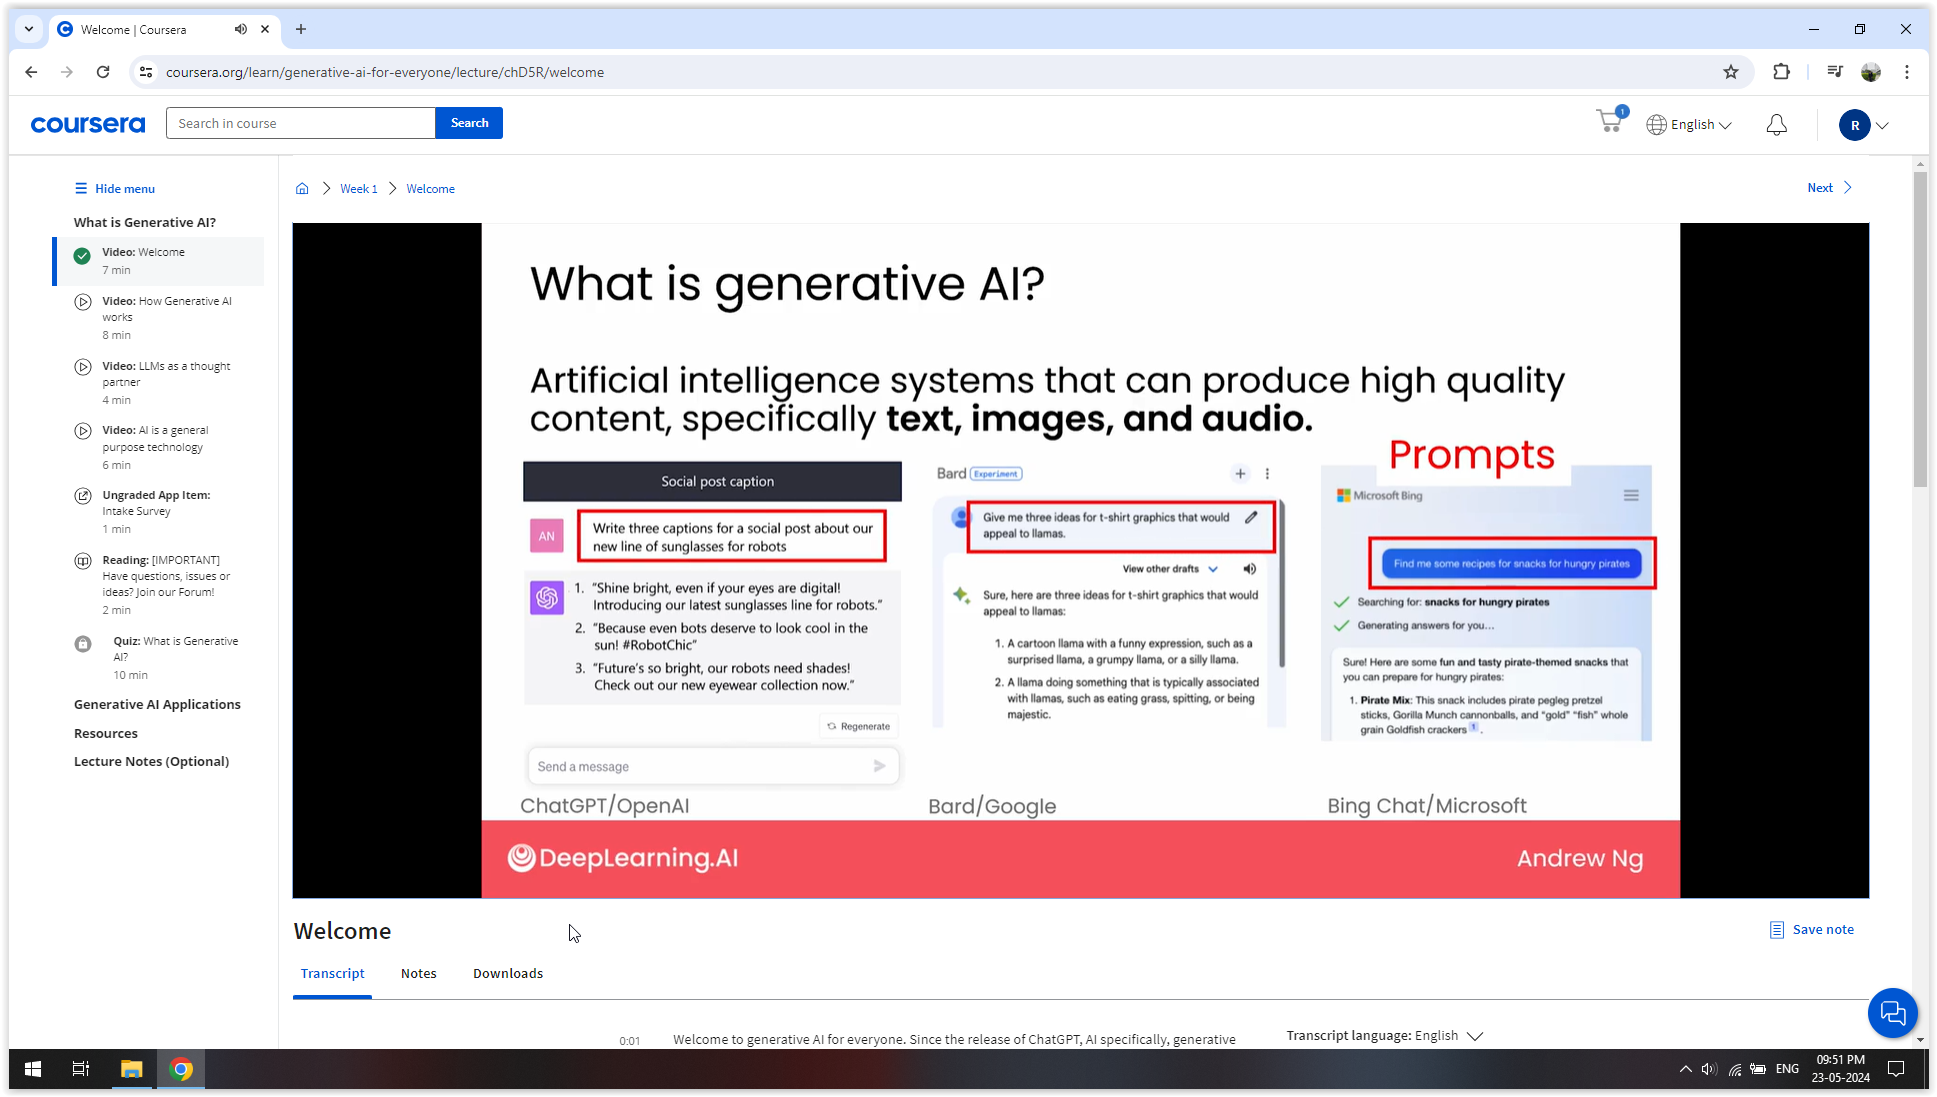 Welcome | Coursera
coursera.org/learn/generative-ai-for-everyone/lecture/chD5R/welcome
coursera
Search in course
Search
1
English
R
Hide menu
Week 1
Welcome
Next
What is Generative AI?
Video: Welcome
7 min
Video: How Generative AI
works
8 min
Video: LLMs as a thought
partner
4 min
Video: AI is a general
purpose technology
6 min
Ungraded App Item:
Intake Survey
1 min
Reading: [IMPORTANT]
Have questions, issues or
ideas? Join our Forum!
2 min
Quiz: What is Generative
AI?
10 min
Generative AI Applications
Resources
Lecture Notes (Optional)
What is generative AI?
Artificial intelligence systems that can produce high quality
content, specifically text, images, and audio.
Prompts
Social post caption
AN
Write three captions for a social post about our
new line of sunglasses for robots
1. "Shine bright, even if your eyes are digital!
Introducing our latest sunglasses line for robots."
2. "Because even bots deserve to look cool in the
sun! #RobotChic"
3. "Future's so bright, our robots need shades!
Check out our new eyewear collection now."
Regenerate
Send a message
ChatGPT/OpenAI
Bard Experiment
Give me three ideas for t-shirt graphics that would
appeal to llamas.
View other drafts
Sure, here are three ideas for t-shirt graphics that would
appeal to llamas:
1. A cartoon llama with a funny expression, such as a
surprised llama, a grumpy llama, or a silly llama.
2. A llama doing something that is typically associated
with llamas, such as eating grass, spitting, or being
majestic.
Bard/Google
Microsoft Bing
Find me some recipes for snacks for hungry pirates
Searching for: snacks for hungry pirates
Generating answers for you...
Sure! Here are some fun and tasty pirate-themed snacks that
you can prepare for hungry pirates:
1. Pirate Mix: This snack includes pirate pegleg pretzel
sticks, Gorilla Munch cannonballs, and "gold" "fish" whole
grain Goldfish crackers 1 .
Bing Chat/Microsoft
DeepLearning.AI
Andrew Ng
Welcome
Save note
Transcript
Notes
Downloads
0:01
Welcome to generative AI for everyone. Since the release of ChatGPT, AI specifically, generative
Transcript language: English
ENG
09:51 PM
23-05-2024